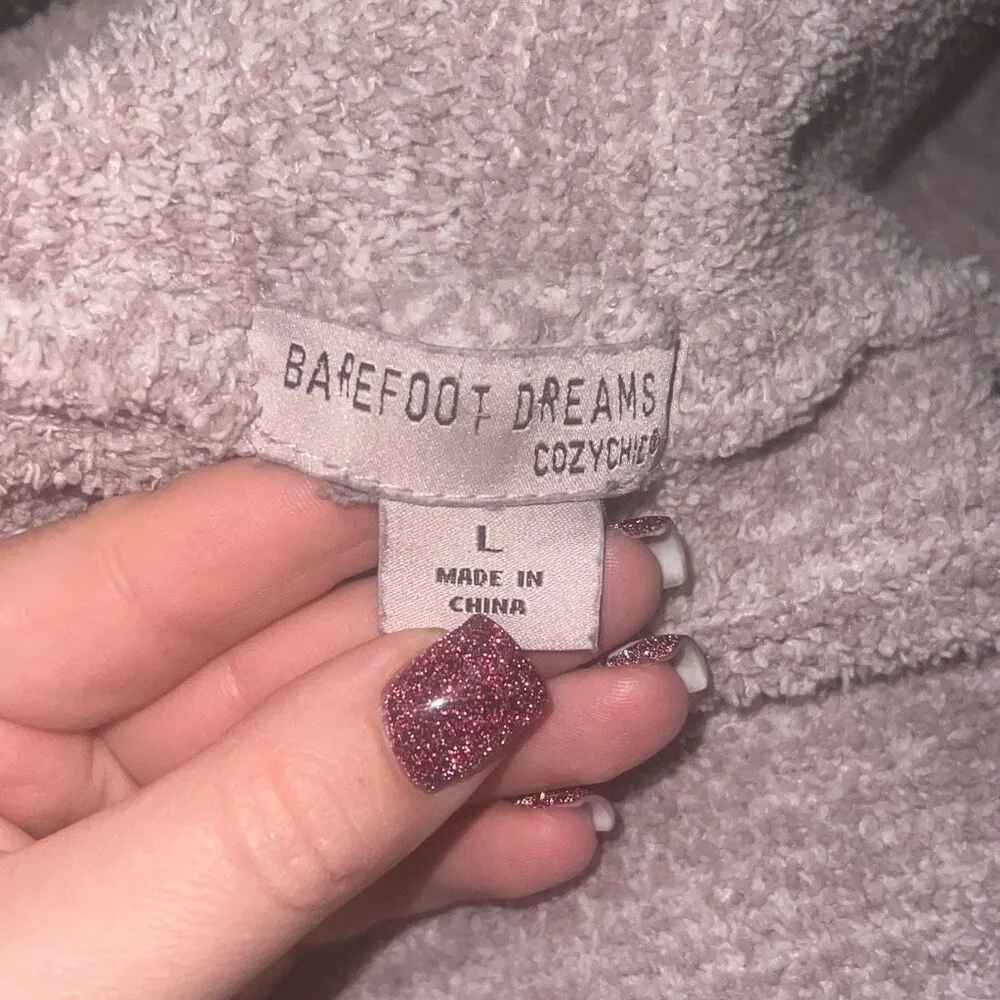 BAREFOOT DREAMS
COZYCHIC®
L
MADE IN
CHINA